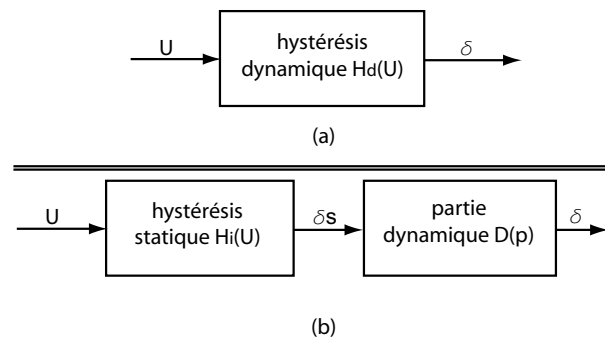 U
hystérésis
dynamique Hd(U)
δ
(a)
U
hystérésis
statique Hi(U)
δs
partie
dynamique D(p)
δ
(b)